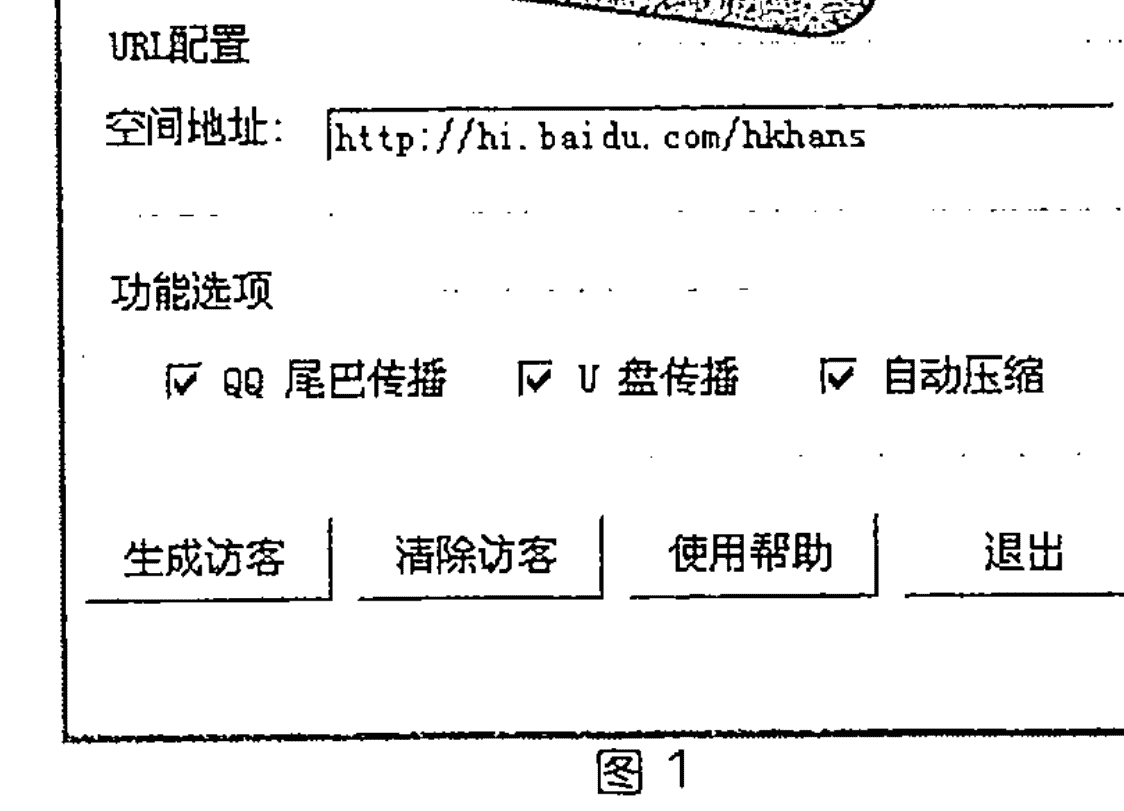 URL配置
空间地址: http://hi.baidu.com/hkhans
功能选项
QQ 尾巴传播 U 盘传播 自动压缩
生成访客 清除访客 使用帮助 退出
图 1